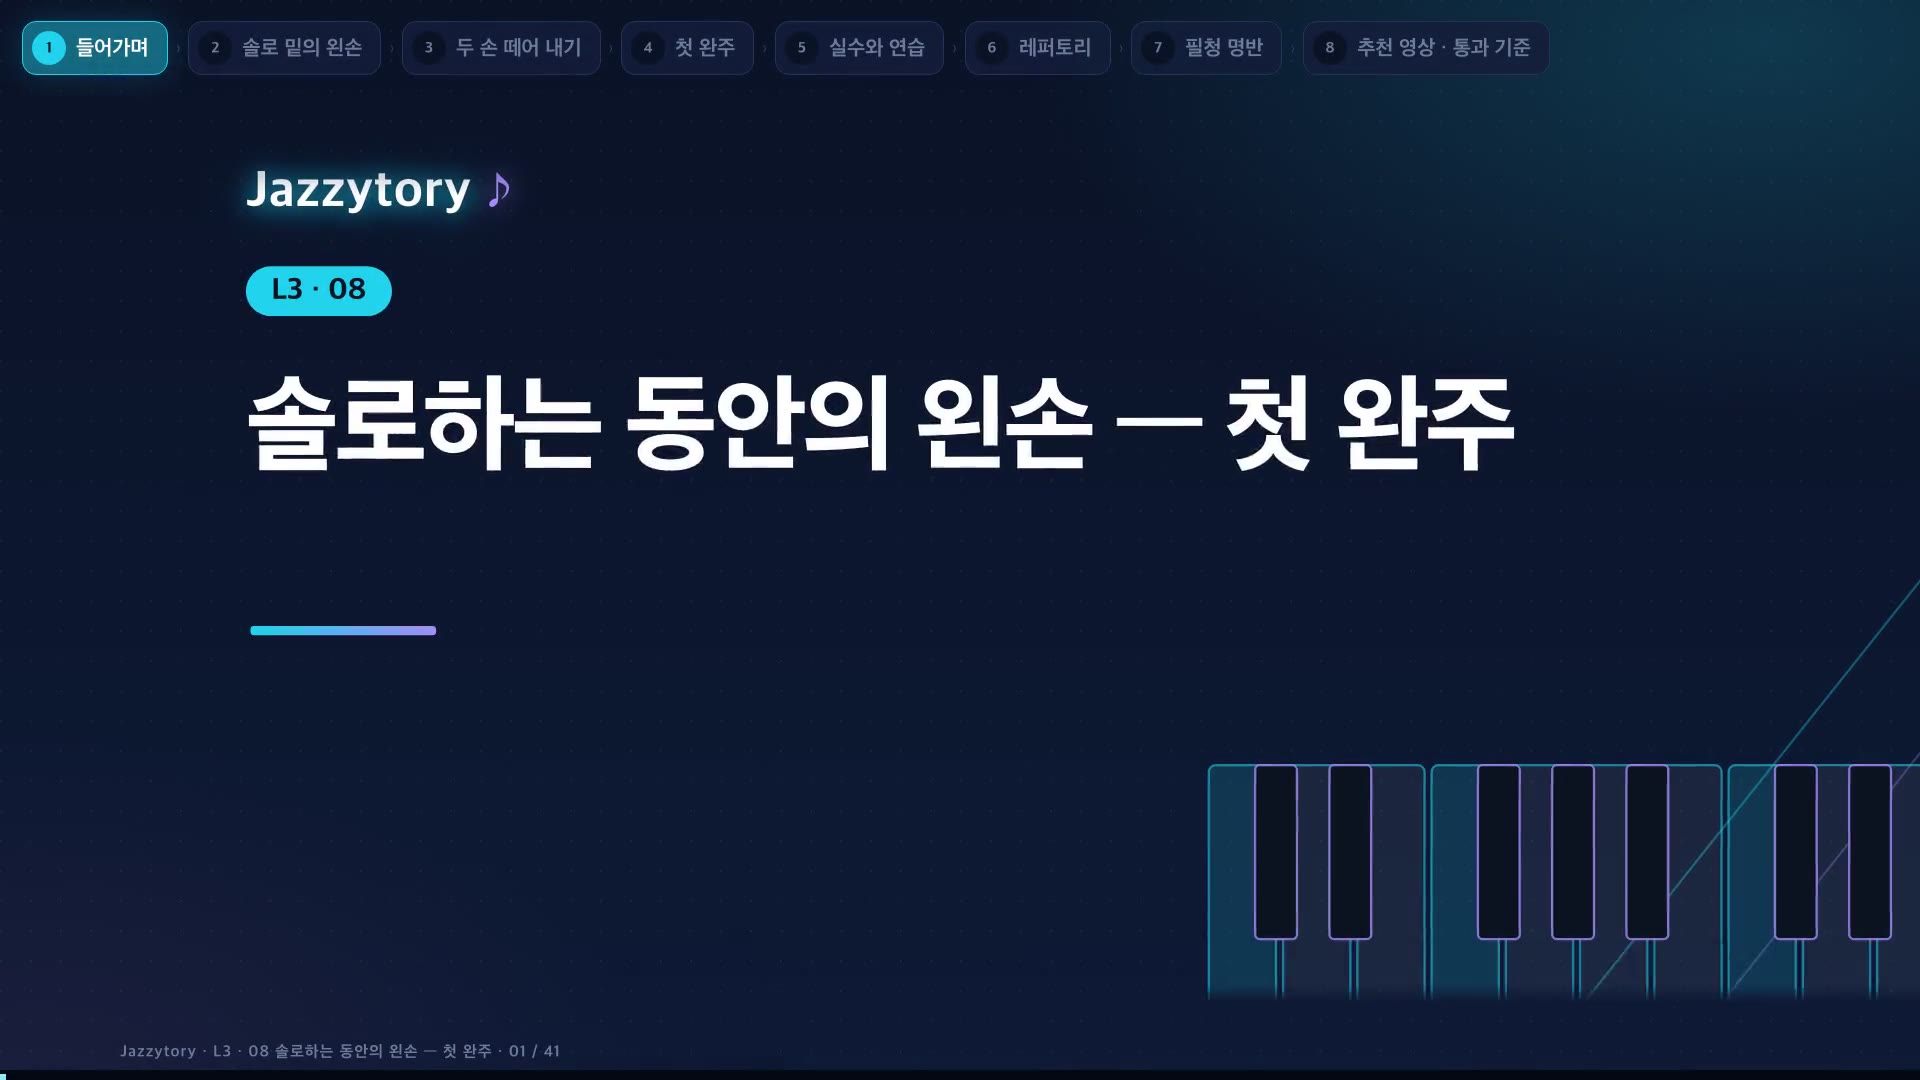 1 들어가며 › 2 솔로 밑의 왼손 › 3 두 손 떼어 내기 › 4 첫 완주 › 5 실수와 연습 › 6 레퍼토리 › 7 필청 명반 › 8 추천 영상 · 통과 기준
Jazzytory ♪
L3 · 08
솔로하는 동안의 왼손 — 첫 완주
Jazzytory · L3 · 08 솔로하는 동안의 왼손 — 첫 완주 · 01 / 41